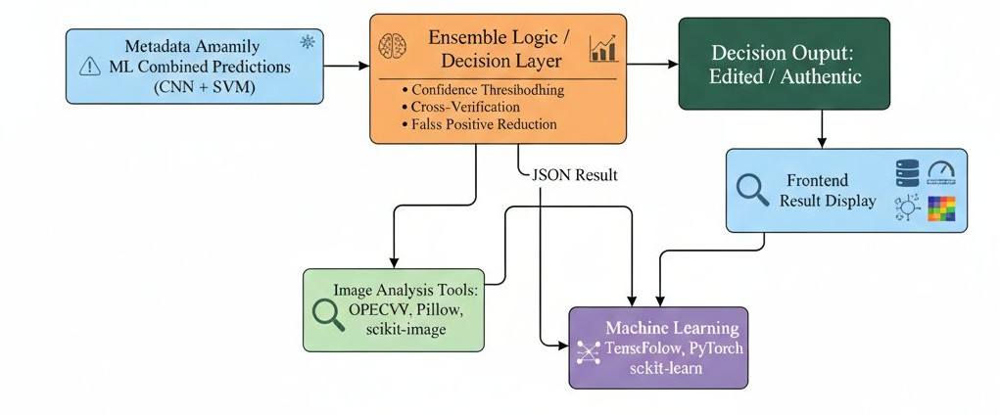 Metadata Amamily
ML Combined Predictions
(CNN + SVM)
Ensemble Logic /
Decision Layer
• Confidence Thresibodhing
• Cross-Verification
• Falss Positive Reduction
Decision Ouput:
Edited / Authentic
JSON Result
Frontend
Result Display
Image Analysis Tools:
OPECVV, Pillow,
scikit-image
Machine Learning
TenscFolow, PyTorch
sckit-learn